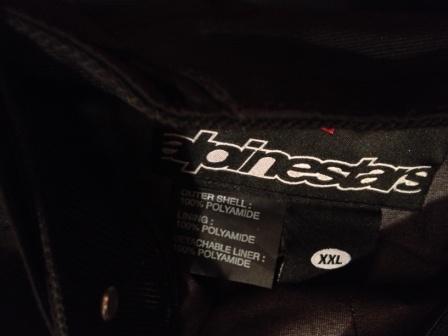 alpinestars
OUTER SHELL :
100% POLYAMIDE
LINING :
100% POLYAMIDE
DETACHABLE LINER :
100% POLYAMIDE
XXL